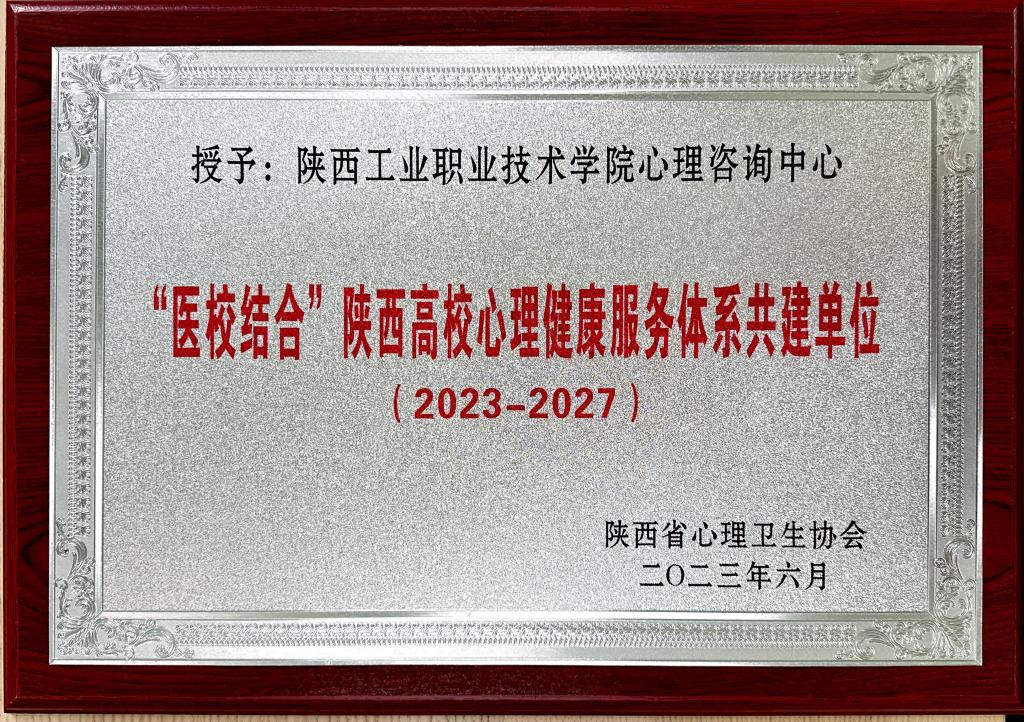 授予：陕西工业职业技术学院心理咨询中心
“医校结合”陕西高校心理健康服务体系共建单位
（2023-2027）
陕西省心理卫生协会
二〇二三年六月